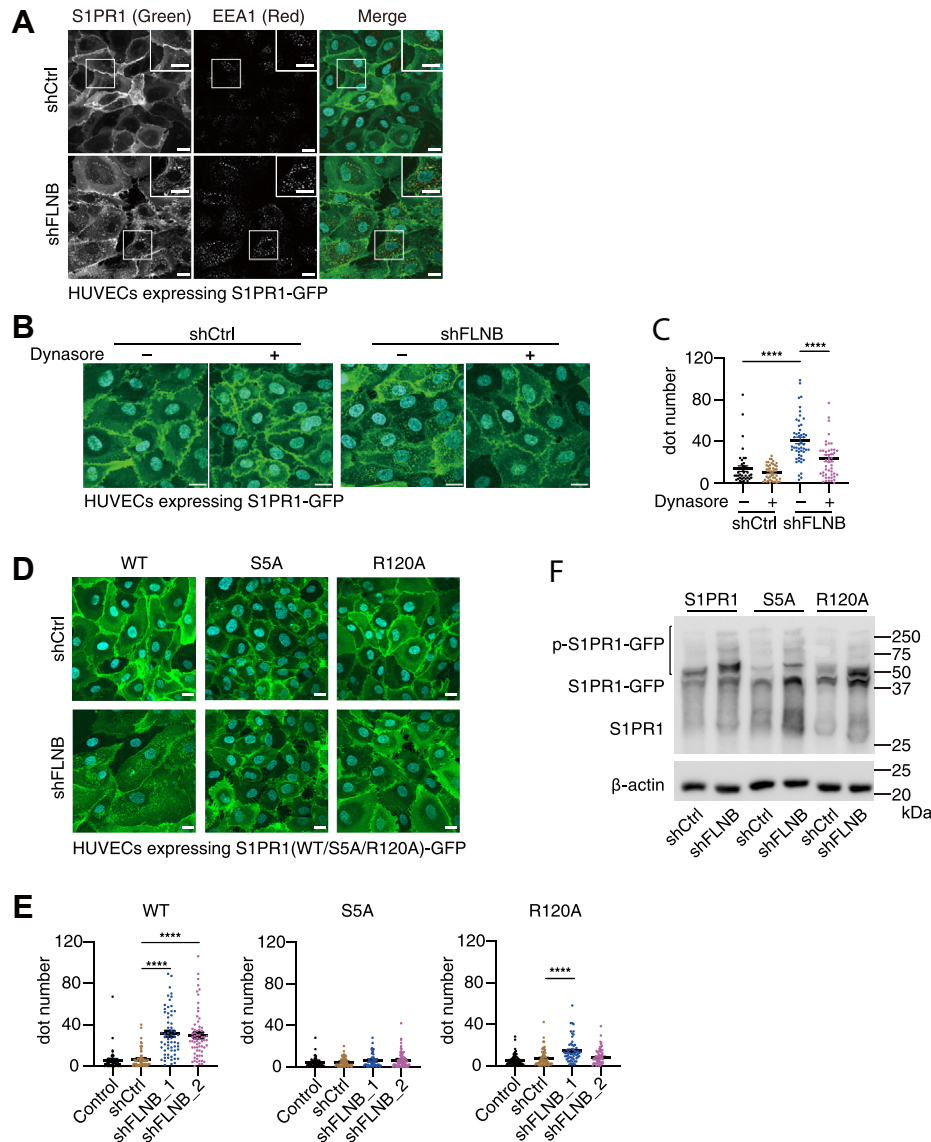 A
S1PR1 (Green) EEA1 (Red) Merge
shCtrl
shFLNB
HUVECs expressing S1PR1-GFP
B
shCtrl shFLNB
Dynasore − + − +
HUVECs expressing S1PR1-GFP
C
**** ****
dot number
120
80
40
0
Dynasore − + − +
shCtrl shFLNB
D
WT S5A R120A
shCtrl
shFLNB
HUVECs expressing S1PR1(WT/S5A/R120A)-GFP
F
S1PR1 S5A R120A
p-S1PR1-GFP
S1PR1-GFP
S1PR1
250
75
50
37
25
β-actin
25
20
kDa
shCtrl shFLNB shCtrl shFLNB shCtrl shFLNB
E
WT
dot number
120
80
40
0
****
****
Control shCtrl shFLNB_1 shFLNB_2
S5A
dot number
120
80
40
0
Control shCtrl shFLNB_1 shFLNB_2
R120A
dot number
120
80
40
0
****
Control shCtrl shFLNB_1 shFLNB_2